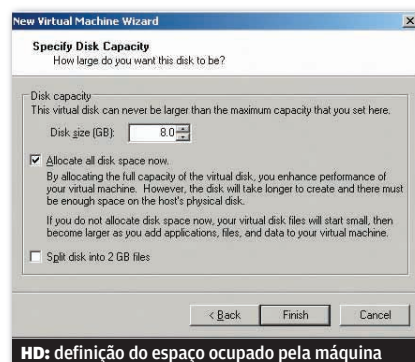 New Virtual Machine Wizard
Specify Disk Capacity
How large do you want this disk to be?
Disk capacity
This virtual disk can never be larger than the maximum capacity that you set here.
Disk size (GB): 8.0
Allocate all disk space now.
By allocating the full capacity of the virtual disk, you enhance performance of
your virtual machine. However, the disk will take longer to create and there must
be enough space on the host's physical disk.
If you do not allocate disk space now, your virtual disk files will start small, then
become larger as you add applications, files, and data to your virtual machine.
Split disk into 2 GB files
< Back Finish Cancel
HD: definição do espaço ocupado pela máquina